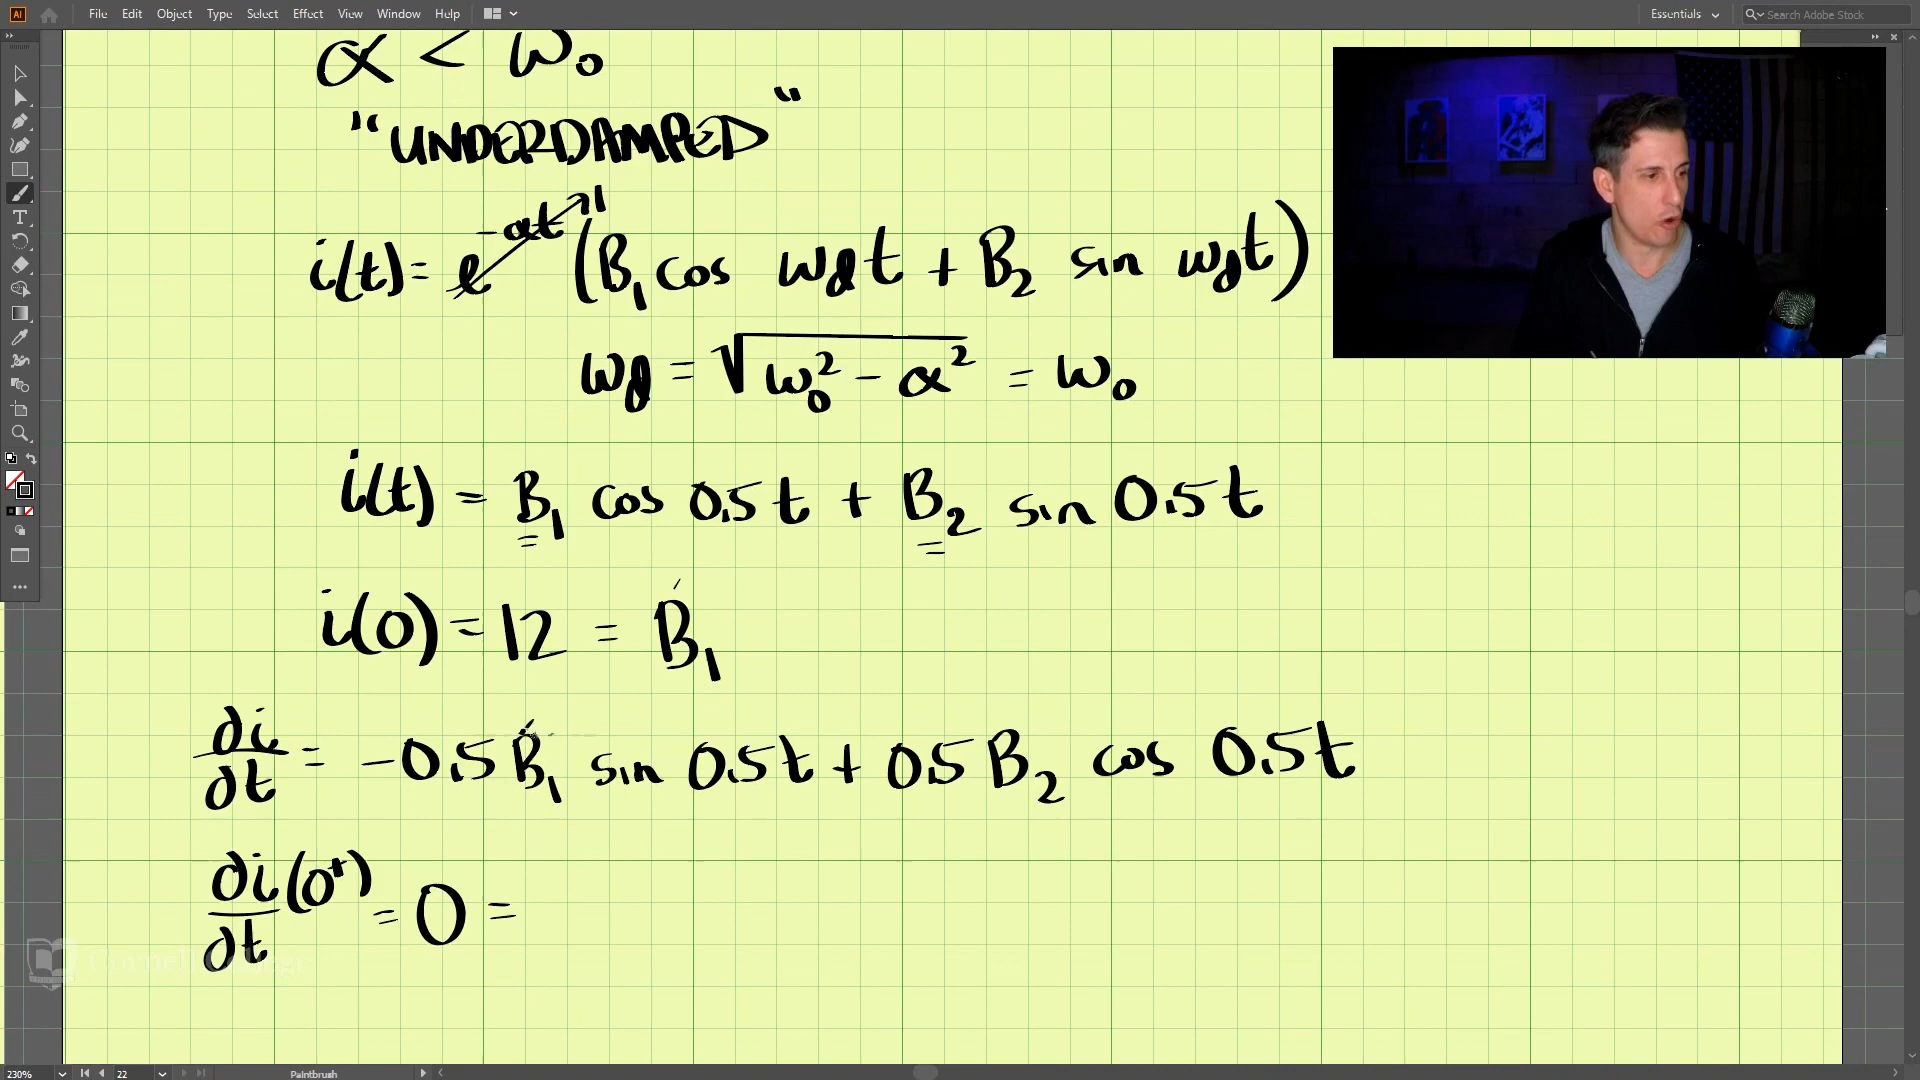 Ai File Edit Object Type Select Effect View Window Help Essentials Search Adobe Stock
α < ω₀
"UNDERDAMPED"
i(t) = e^-αt 1 (B₁ cos ωdt + B₂ sin ωdt)
ωd = √(ω₀² - α²) = ω₀
i(t) = B₁ cos 0.5t + B₂ sin 0.5t
i(0) = 12 = B₁
di/dt = -0.5B₁ sin 0.5t + 0.5B₂ cos 0.5t
di(0⁺)/dt = 0 =
230% 22 Paintbrush